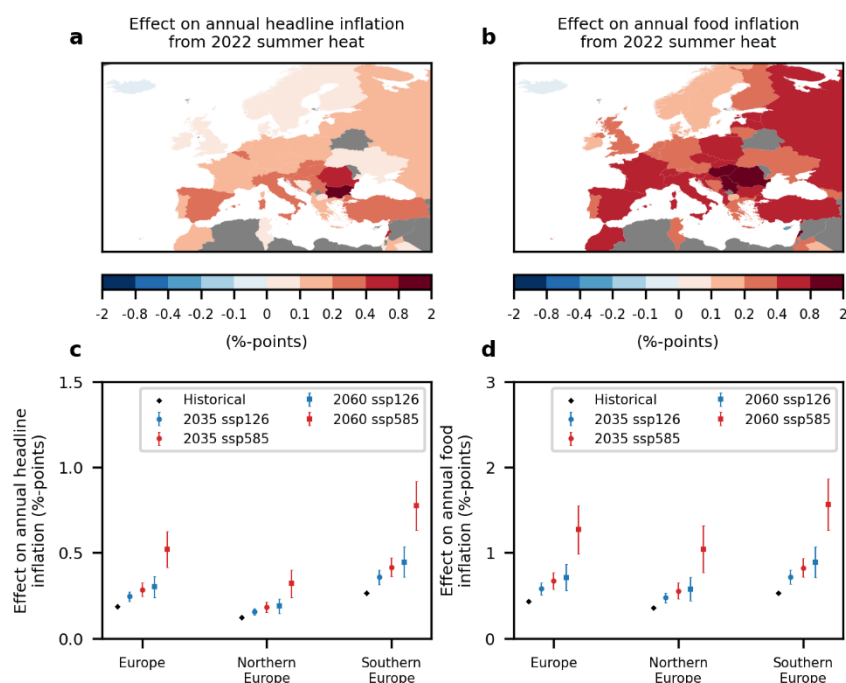 a
Effect on annual headline inflation
from 2022 summer heat
b
Effect on annual food inflation
from 2022 summer heat
-2 -0.8 -0.4 -0.2 -0.1 0 0.1 0.2 0.4 0.8 2
(%-points)
-2 -0.8 -0.4 -0.2 -0.1 0 0.1 0.2 0.4 0.8 2
(%-points)
c
Effect on annual headline
inflation (%-points)
1.5
1.0
0.5
0.0
Historical
2035 ssp126
2035 ssp585
2060 ssp126
2060 ssp585
Europe
Northern
Europe
Southern
Europe
d
Effect on annual food
inflation (%-points)
3
2
1
0
Historical
2035 ssp126
2035 ssp585
2060 ssp126
2060 ssp585
Europe
Northern
Europe
Southern
Europe